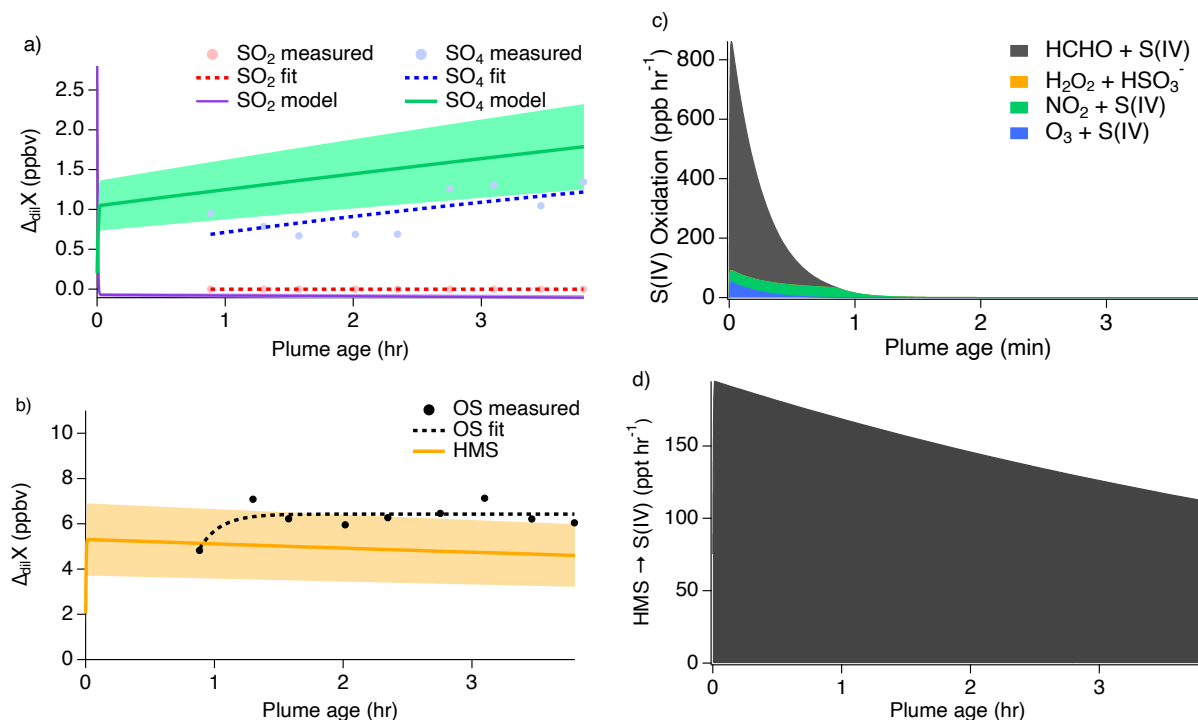 a)
SO₂ measured
SO₂ fit
SO₂ model
SO₄ measured
SO₄ fit
SO₄ model
Δ_dil X (ppbv)
2.5
2.0
1.5
1.0
0.5
0.0
0
1
2
3
Plume age (hr)
b)
OS measured
OS fit
HMS
Δ_dil X (ppbv)
10
8
6
4
2
0
0
1
2
3
Plume age (hr)
c)
HCHO + S(IV)
H₂O₂ + HSO₃⁻
NO₂ + S(IV)
O₃ + S(IV)
S(IV) Oxidation (ppb hr⁻¹)
800
600
400
200
0
0
1
2
3
Plume age (min)
d)
HMS → S(IV) (ppt hr⁻¹)
150
100
50
0
0
1
2
3
Plume age (hr)